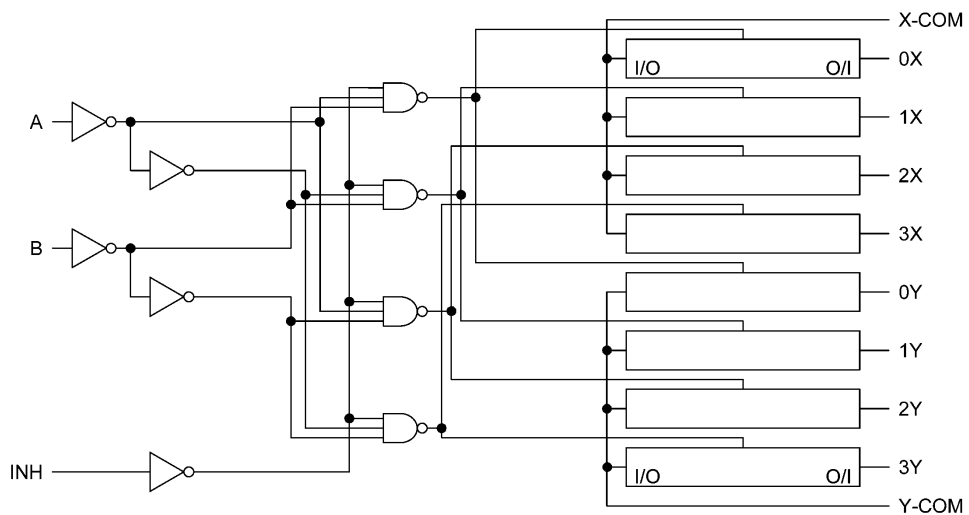 X-COM
I/O O/I 0X
A
1X
2X
B
3X
0Y
1Y
2Y
INH
I/O O/I 3Y
Y-COM